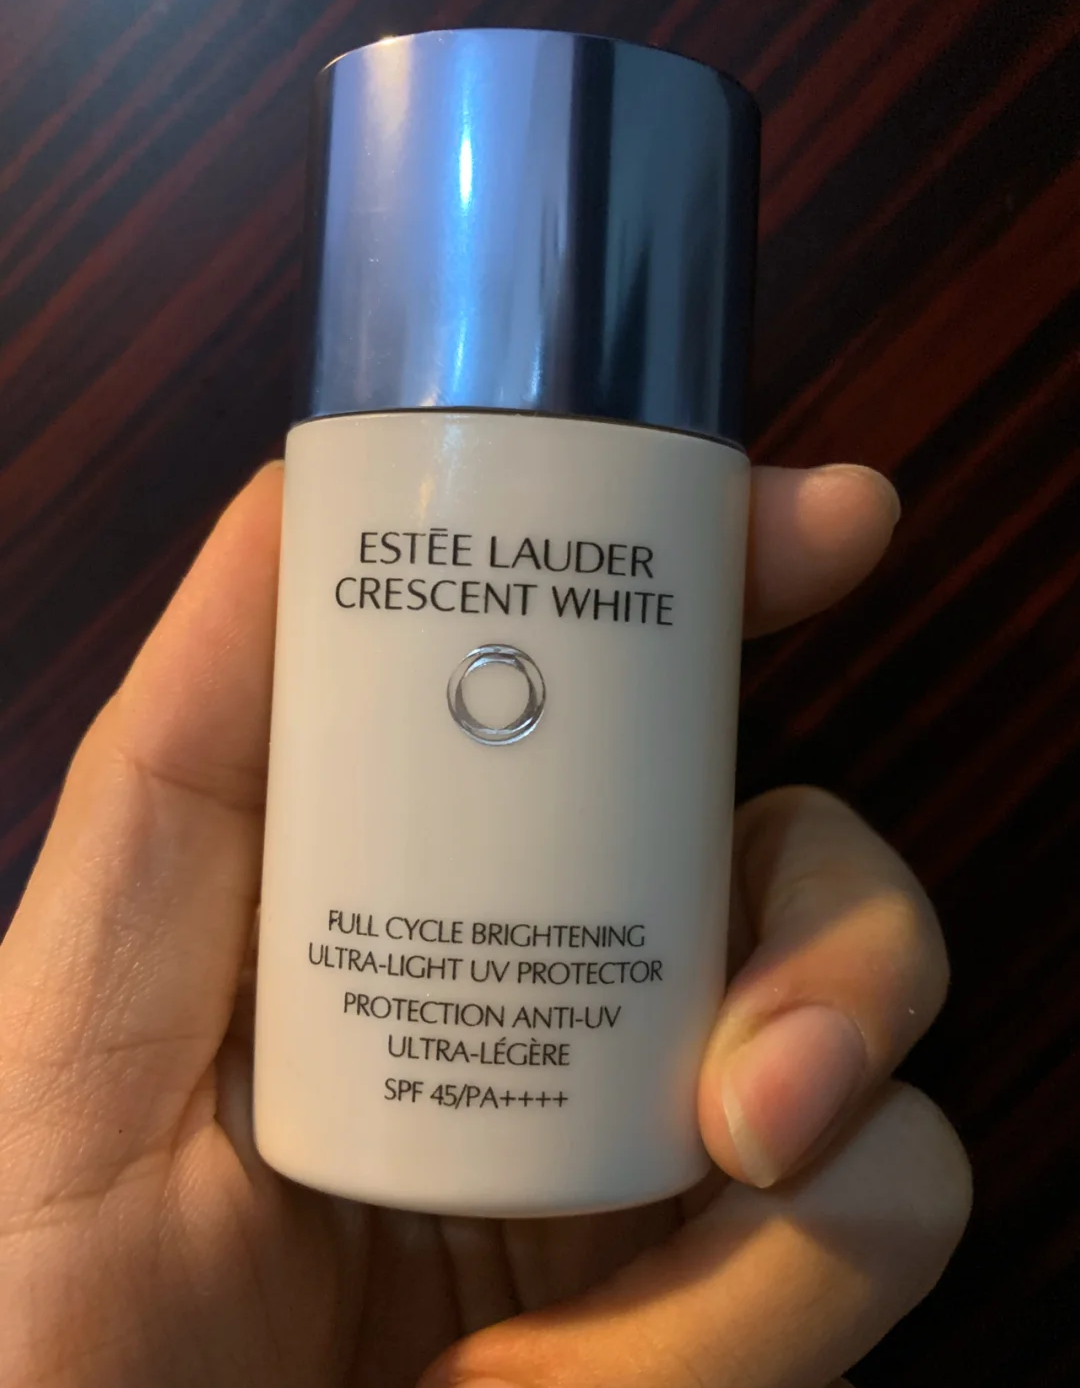 ESTĒE LAUDER
CRESCENT WHITE
FULL CYCLE BRIGHTENING
ULTRA-LIGHT UV PROTECTOR
PROTECTION ANTI-UV
ULTRA-LÉGÈRE
SPF 45/PA++++